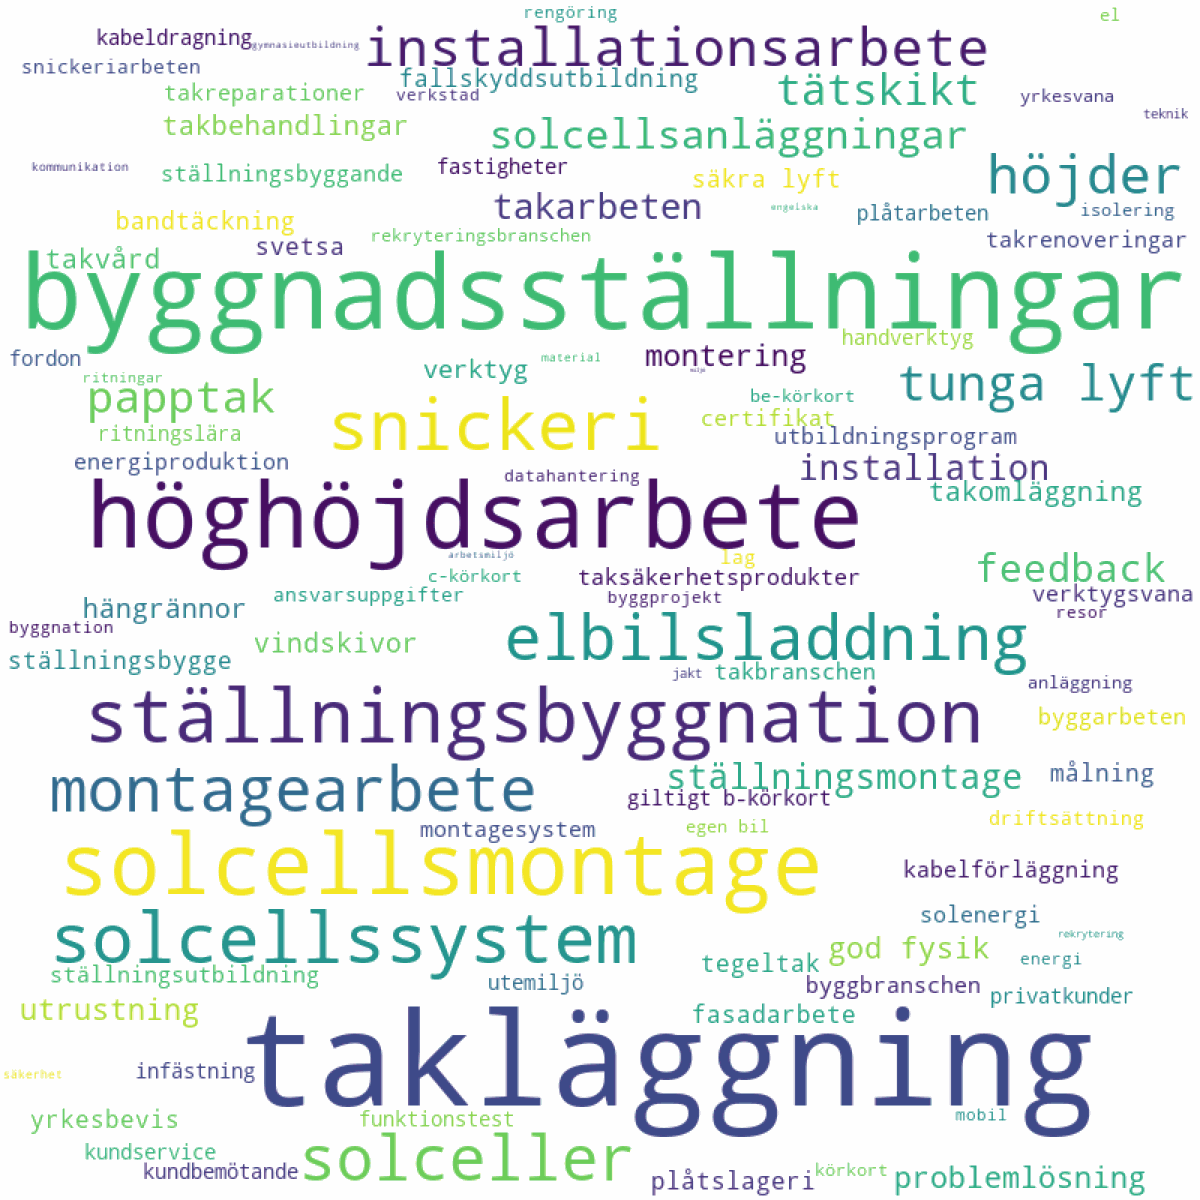 rengöring
el
kabeldragning
gymnasieutbildning
installationsarbete
snickeriarbeten
fallskyddsutbildning
tätskikt
takreparationer
verkstad
yrkesvana
teknik
takbehandlingar
solcellsanläggningar
kommunikation
ställningsbyggande
fastigheter
säkra lyft
höjder
bandtäckning
takarbeten
engelska
plåtarbeten
isolering
svetsa
rekryteringsbranschen
takrenoveringar
takvård
byggnadsställningar
handverktyg
fordon
verktyg
material
montering
ritningar
papptak
miljö
tunga lyft
be-körkort
snickeri
certifikat
ritningslära
utbildningsprogram
energiproduktion
datahantering
installation
takomläggning
höghöjdsarbete
arbetsmiljö
lag
feedback
c-körkort
taksäkerhetsprodukter
ansvarsuppgifter
byggprojekt
verktygsvana
hängrännor
resor
byggnation
vindskivor
elbilsladdning
ställningsbygge
jakt
takbranschen
anläggning
ställningsbyggnation
byggarbeten
montagearbete
ställningsmontage
målning
giltigt b-körkort
montagesystem
egen bil
driftsättning
solcellsmontage
kabelförläggning
solenergi
solcellssystem
rekrytering
god fysik
tegeltak
energi
ställningsutbildning
utemiljö
byggbranschen
privatkunder
utrustning
fasadarbete
takläggning
säkerhet
infästning
yrkesbevis
funktionstest
mobil
kundservice
kundbemötande
solceller
plåtslageri
körkort
problemlösning